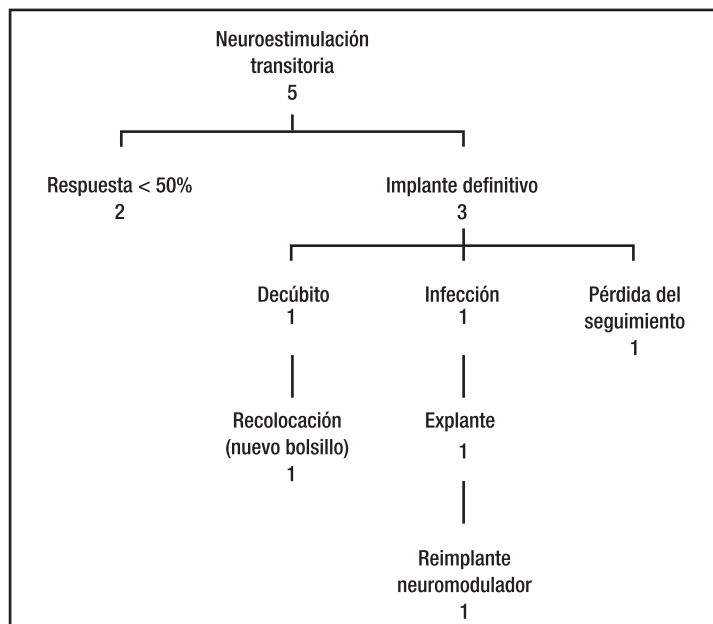 Neuroestimulación
transitoria
5
Respuesta < 50%
2
Implante definitivo
3
Decúbito
1
Infección
1
Pérdida del
seguimiento
1
Recolocación
(nuevo bolsillo)
1
Explante
1
Reimplante
neuromodulador
1